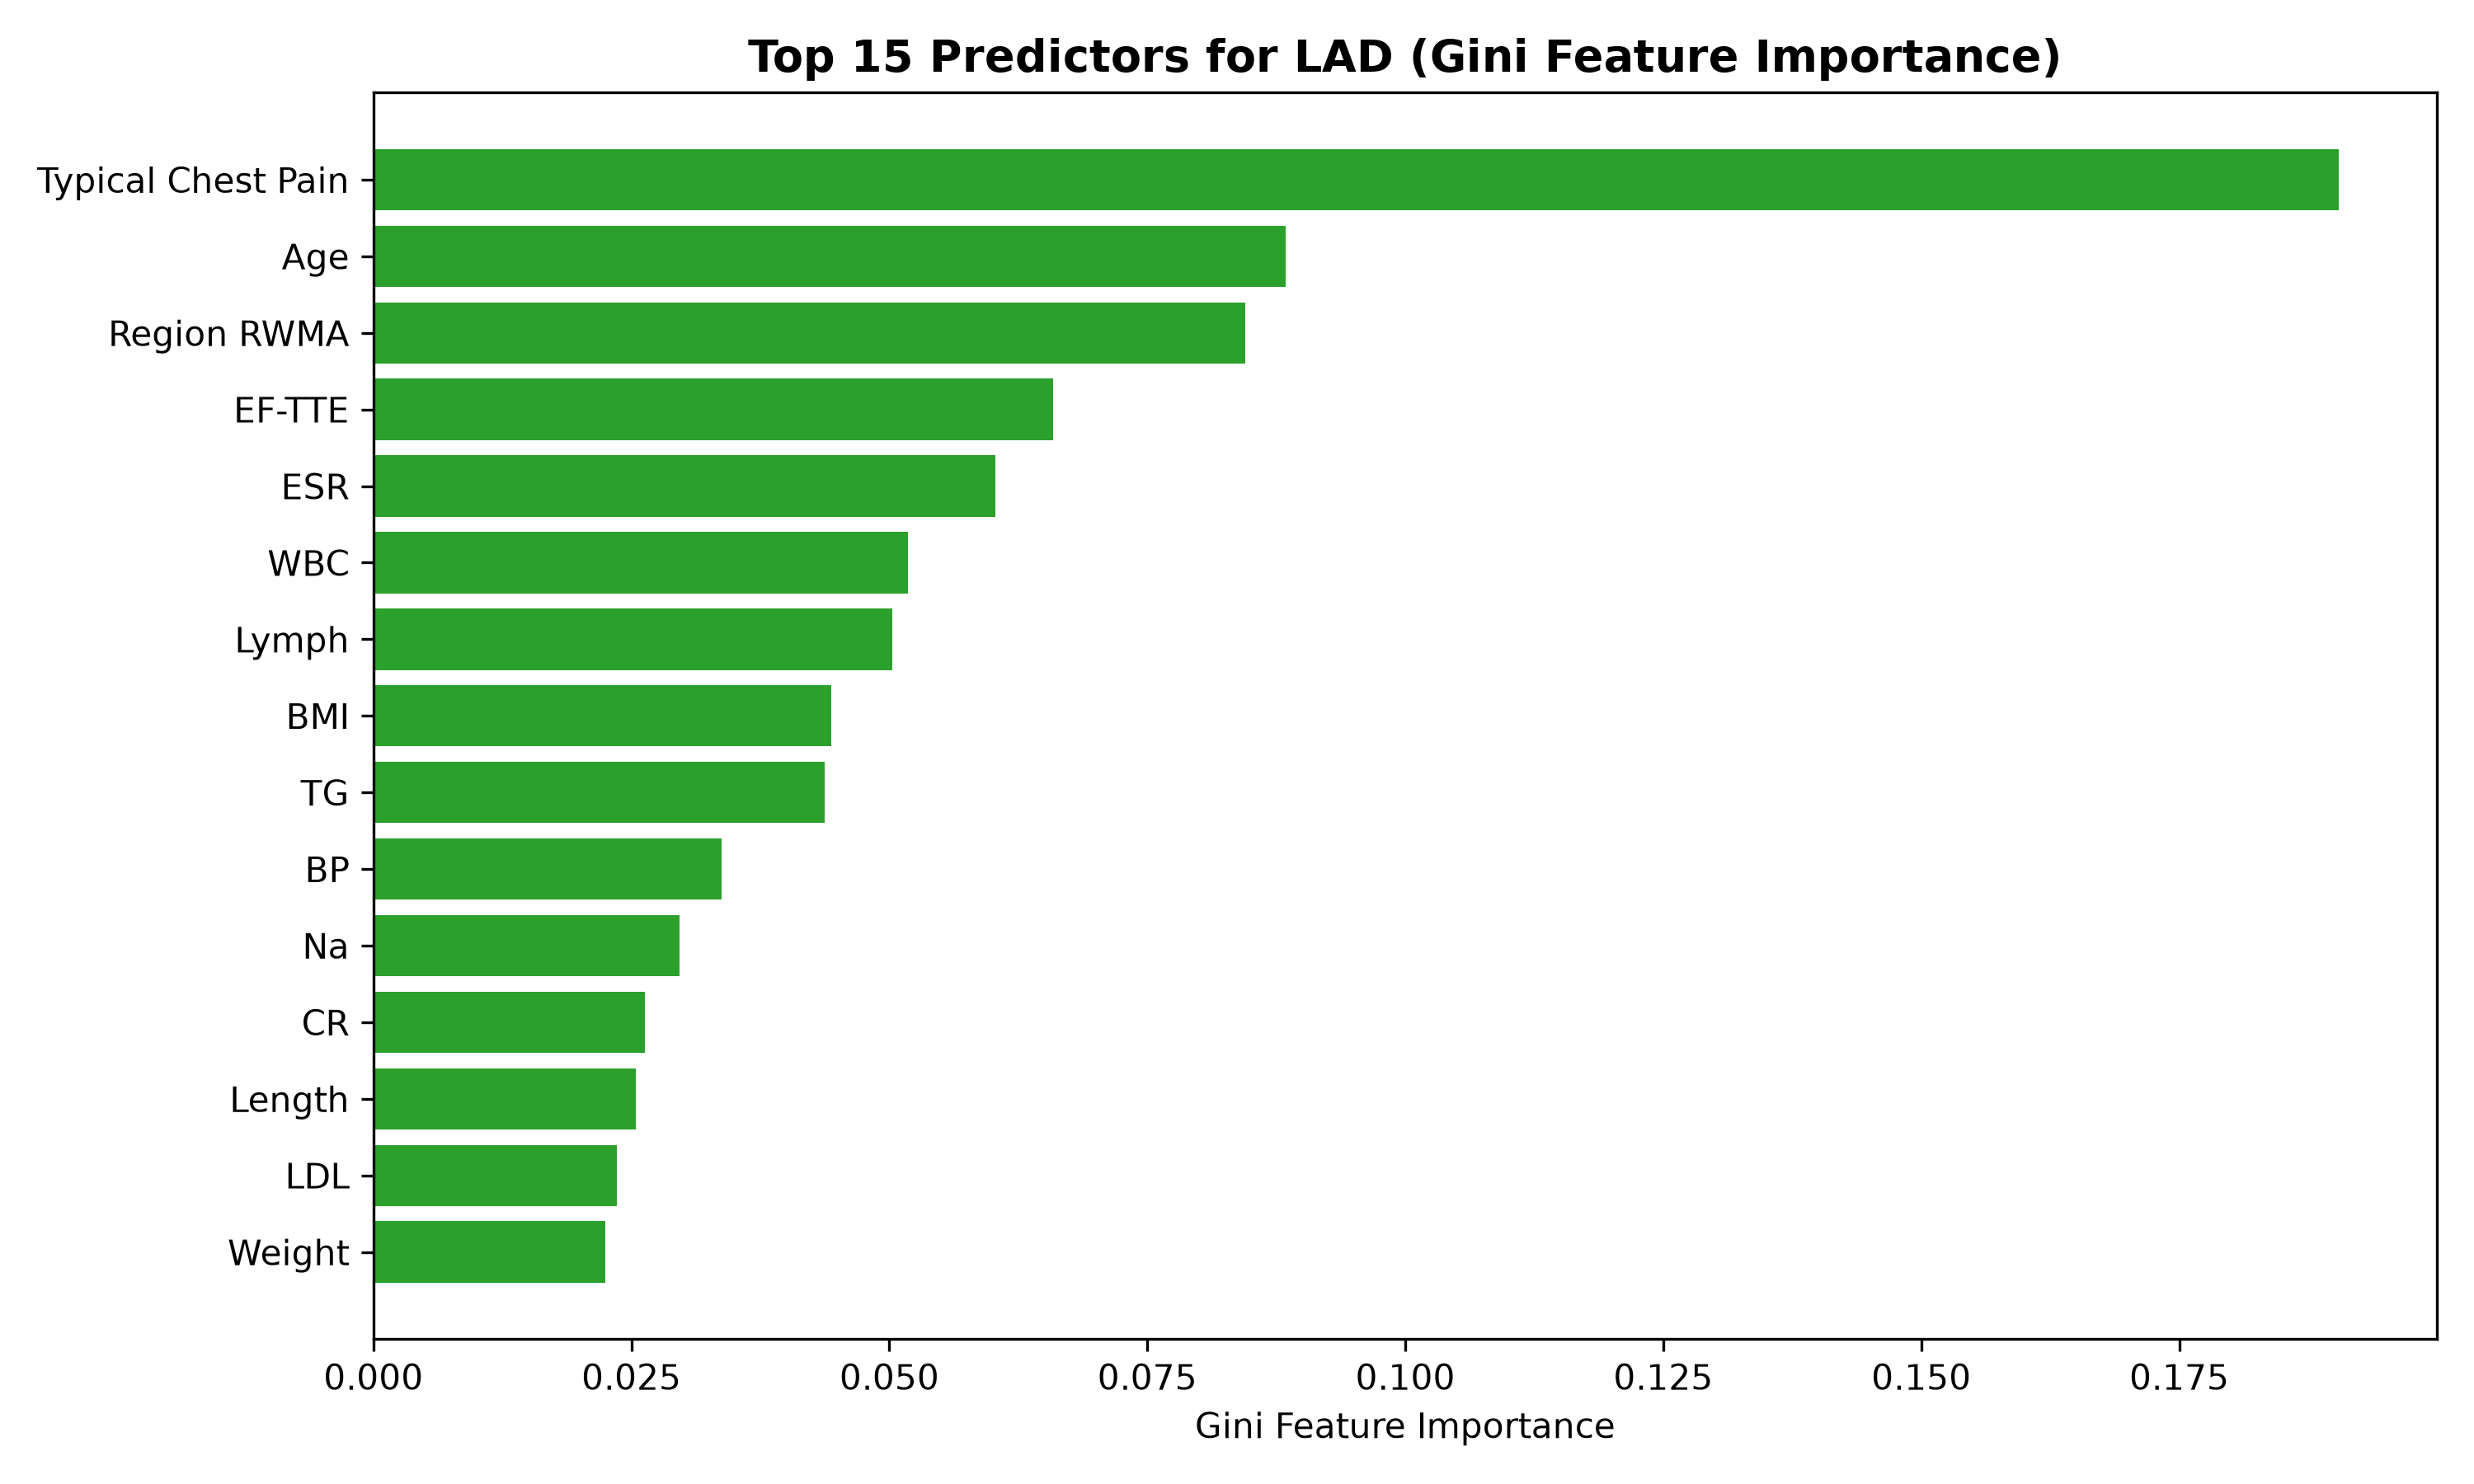 Top 15 Predictors for LAD (Gini Feature Importance)
Typical Chest Pain
Age
Region RWMA
EF-TTE
ESR
WBC
Lymph
BMI
TG
BP
Na
CR
Length
LDL
Weight
0.000 0.025 0.050 0.075 0.100 0.125 0.150 0.175
Gini Feature Importance